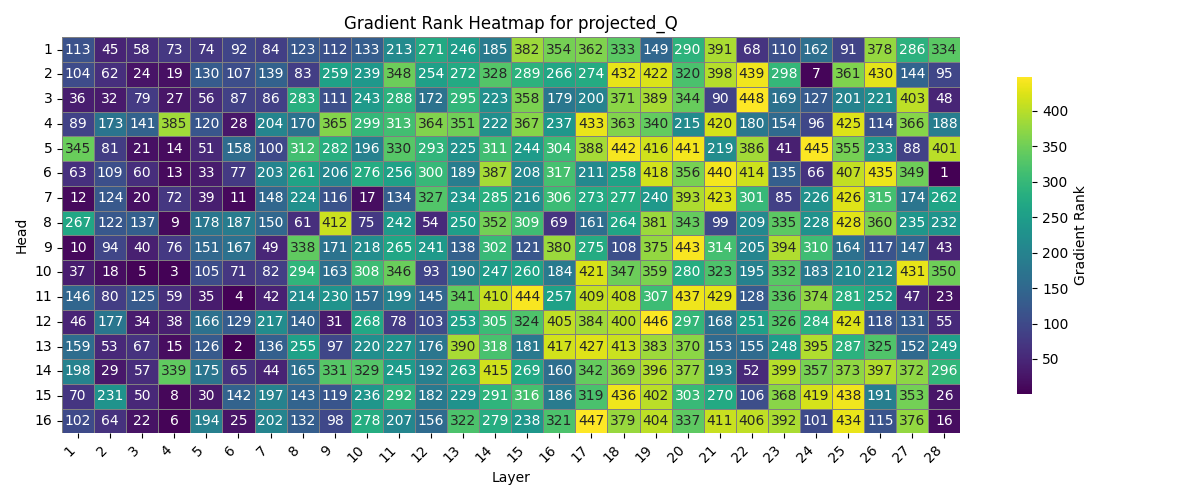 Gradient Rank Heatmap for projected_Q
1 113 45 58 73 74 92 84 123 112 133 213 271 246 185 382 354 362 333 149 290 391 68 110 162 91 378 286 334
2 104 62 24 19 130 107 139 83 259 239 348 254 272 328 289 266 274 432 422 320 398 439 298 7 361 430 144 95
3 36 32 79 27 56 87 86 283 111 243 288 172 295 223 358 179 200 371 389 344 90 448 169 127 201 221 403 48
4 89 173 141 385 120 28 204 170 365 299 313 364 351 222 367 237 433 363 340 215 420 180 154 96 425 114 366 188
5 345 81 21 14 51 158 100 312 282 196 330 293 225 311 244 304 388 442 416 441 219 386 41 445 355 233 88 401
6 63 109 60 13 33 77 203 261 206 276 256 300 189 387 208 317 211 258 418 356 440 414 135 66 407 435 349 1
7 12 124 20 72 39 11 148 224 116 17 134 327 234 285 216 306 273 277 240 393 423 301 85 226 426 315 174 262
8 267 122 137 9 178 187 150 61 412 75 242 54 250 352 309 69 161 264 381 343 99 209 335 228 428 360 235 232
9 10 94 40 76 151 167 49 338 171 218 265 241 138 302 121 380 275 108 375 443 314 205 394 310 164 117 147 43
10 37 18 5 3 105 71 82 294 163 308 346 93 190 247 260 184 421 347 359 280 323 195 332 183 210 212 431 350
11 146 80 125 59 35 4 42 214 230 157 199 145 341 410 444 257 409 408 307 437 429 128 336 374 281 252 47 23
12 46 177 34 38 166 129 217 140 31 268 78 103 253 305 324 405 384 400 446 297 168 251 326 284 424 118 131 55
13 159 53 67 15 126 2 136 255 97 220 227 176 390 318 181 417 427 413 383 370 153 155 248 395 287 325 152 249
14 198 29 57 339 175 65 44 165 331 329 245 192 263 415 269 160 342 369 396 377 193 52 399 357 373 397 372 296
15 70 231 50 8 30 142 197 143 119 236 292 182 229 291 316 186 319 436 402 303 270 106 368 419 438 191 353 26
16 102 64 22 6 194 25 202 132 98 278 207 156 322 279 238 321 447 379 404 337 411 406 392 101 434 115 376 16
1 2 3 4 5 6 7 8 9 10 11 12 13 14 15 16 17 18 19 20 21 22 23 24 25 26 27 28
Layer
Head
400
350
300
250
200
150
100
50
Gradient Rank